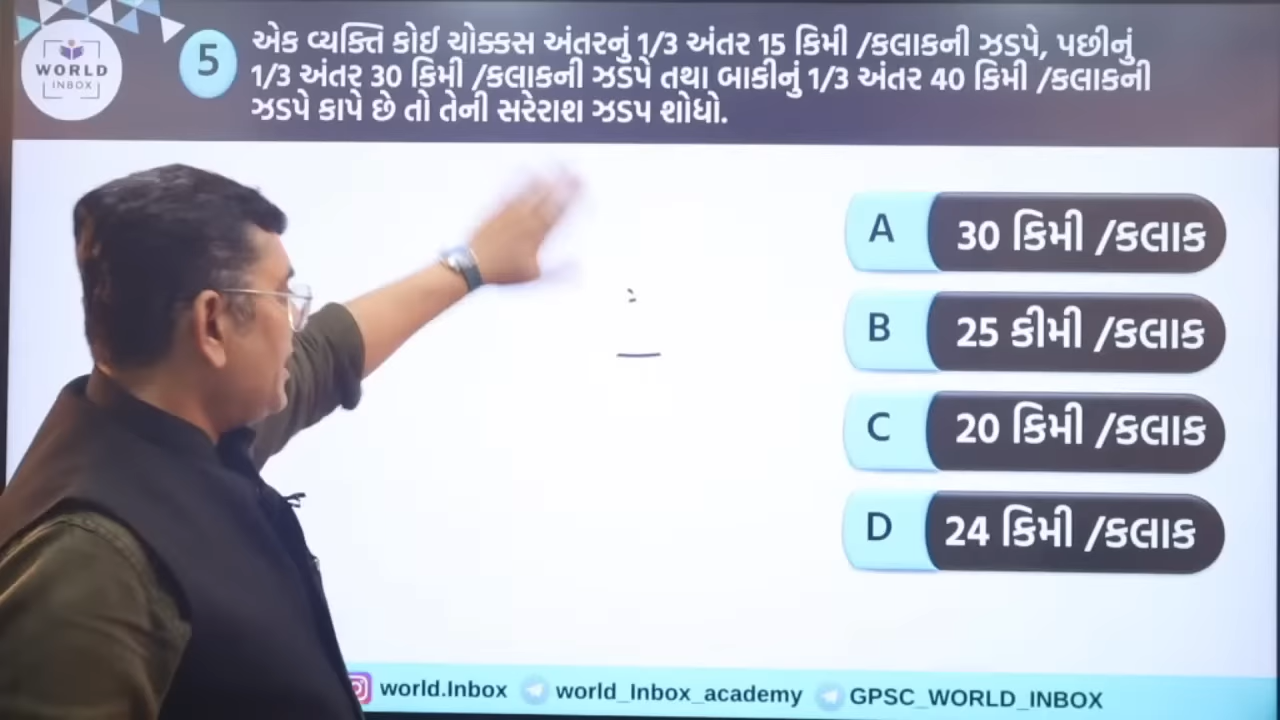 WORLD
INBOX
5
એક વ્યક્તિ કોઈ ચોક્કસ અંતરનું 1/3 અંતર 15 કિમી /કલાકની ઝડપે, પછીનું
1/3 અંતર 30 કિમી /કલાકની ઝડપે તથા બાકીનું 1/3 અંતર 40 કિમી /કલાકની
ઝડપે કાપે છે તો તેની સરેરાશ ઝડપ શોધો.
A 30 કિમી /કલાક
B 25 કીમી /કલાક
C 20 કિમી /કલાક
D 24 કિમી /કલાક
world.Inbox world_Inbox_academy GPSC_WORLD_INBOX